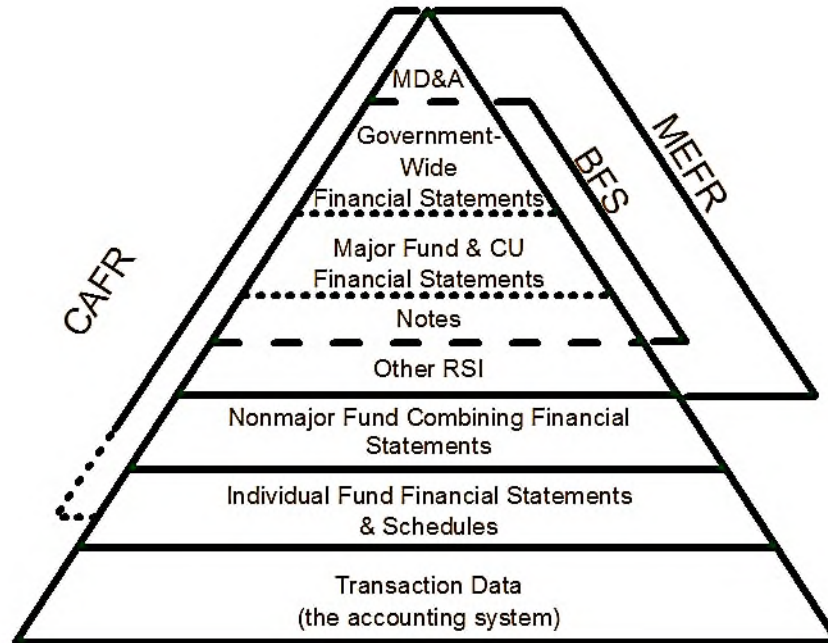 MD&A
Government-
Wide
Financial Statements
Major Fund & CU
Financial Statements
Notes
Other RSI
Nonmajor Fund Combining Financial
Statements
Individual Fund Financial Statements
& Schedules
Transaction Data
(the accounting system)
CAFR
BFS
MEFR